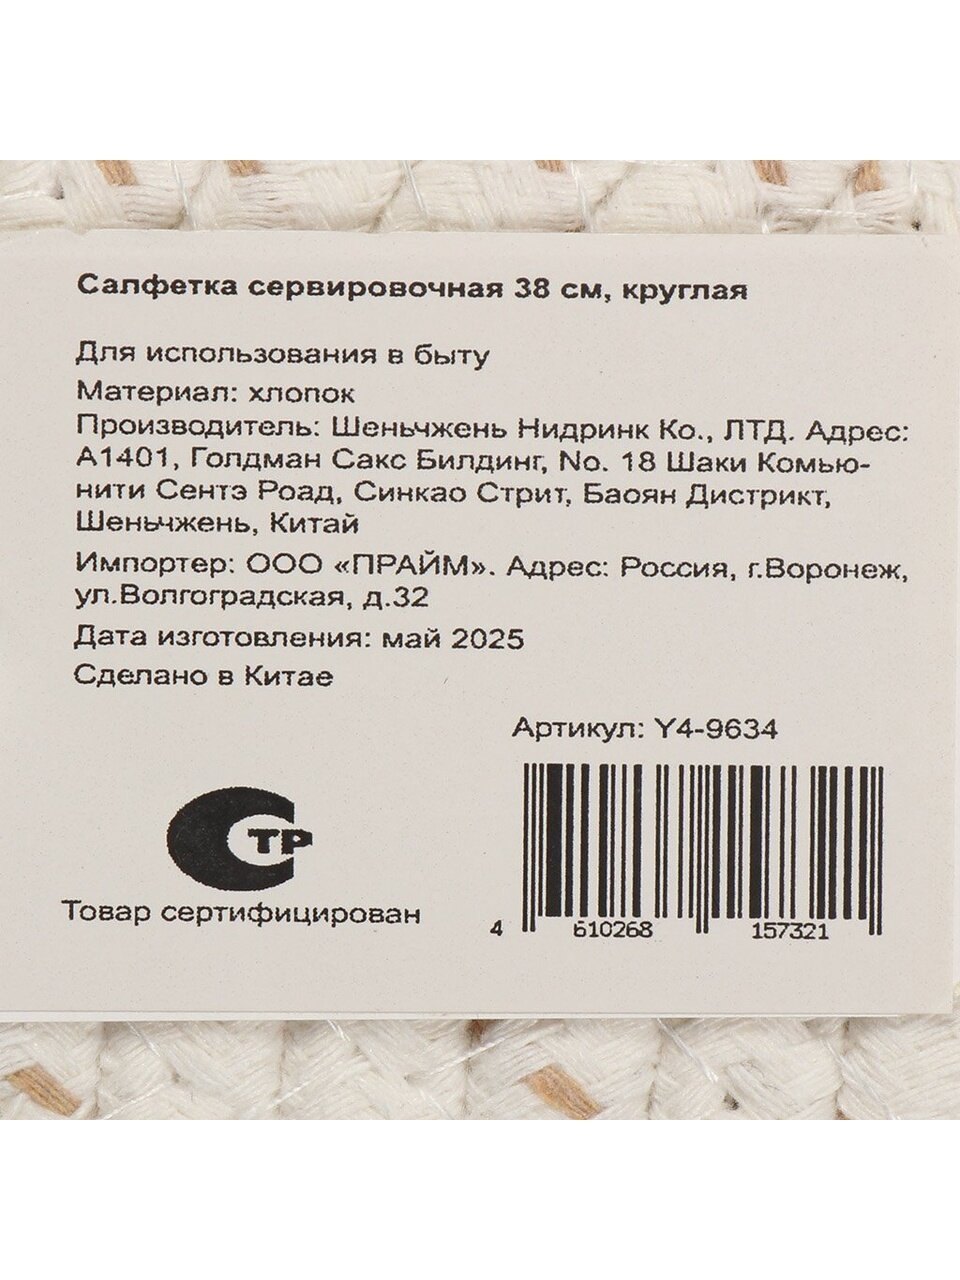 Салфетка сервировочная 38 см, круглая
Для использования в быту
Материал: хлопок
Производитель: Шеньчжень Нидринк Ко., ЛТД. Адрес:
А1401, Голдман Сакс Билдинг, No. 18 Шаки Комью-
нити Сентэ Роад, Синкао Стрит, Баоян Дистрикт,
Шеньчжень, Китай
Импортер: ООО «ПРАЙМ». Адрес: Россия, г.Воронеж,
ул.Волгоградская, д.32
Дата изготовления: май 2025
Сделано в Китае
Артикул: Y4-9634
СТР
Товар сертифицирован
4 610268 157321